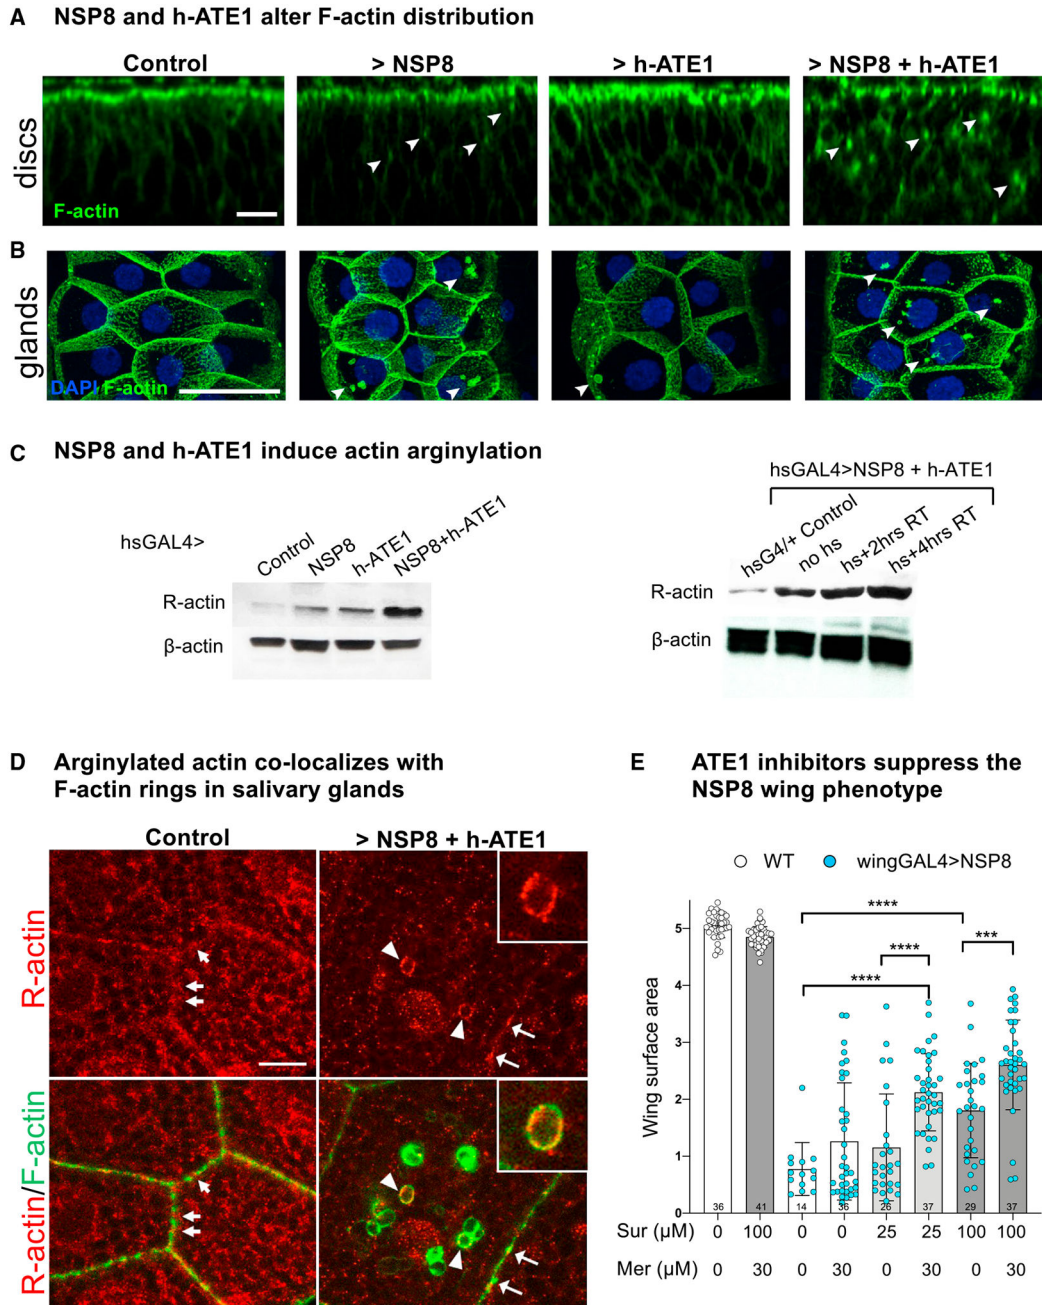 A NSP8 and h-ATE1 alter F-actin distribution
Control
> NSP8
> h-ATE1
> NSP8 + h-ATE1
discs
F-actin
B
glands
DAPI/F-actin
C NSP8 and h-ATE1 induce actin arginylation
hsGAL4>
Control
NSP8
h-ATE1
NSP8+h-ATE1
R-actin
β-actin
hsGAL4>NSP8 + h-ATE1
hsG4/+ Control
no hs
hs+2hrs RT
hs+4hrs RT
R-actin
β-actin
D Arginylated actin co-localizes with
F-actin rings in salivary glands
Control
> NSP8 + h-ATE1
R-actin
R-actin/F-actin
E ATE1 inhibitors suppress the
NSP8 wing phenotype
WT
wingGAL4>NSP8
****
****
****
***
Wing surface area
5
4
3
2
1
0
36 41 14 36 26 37 29 37
Sur (µM) 0 100 0 0 25 25 100 100
Mer (µM) 0 30 0 30 0 30 0 30